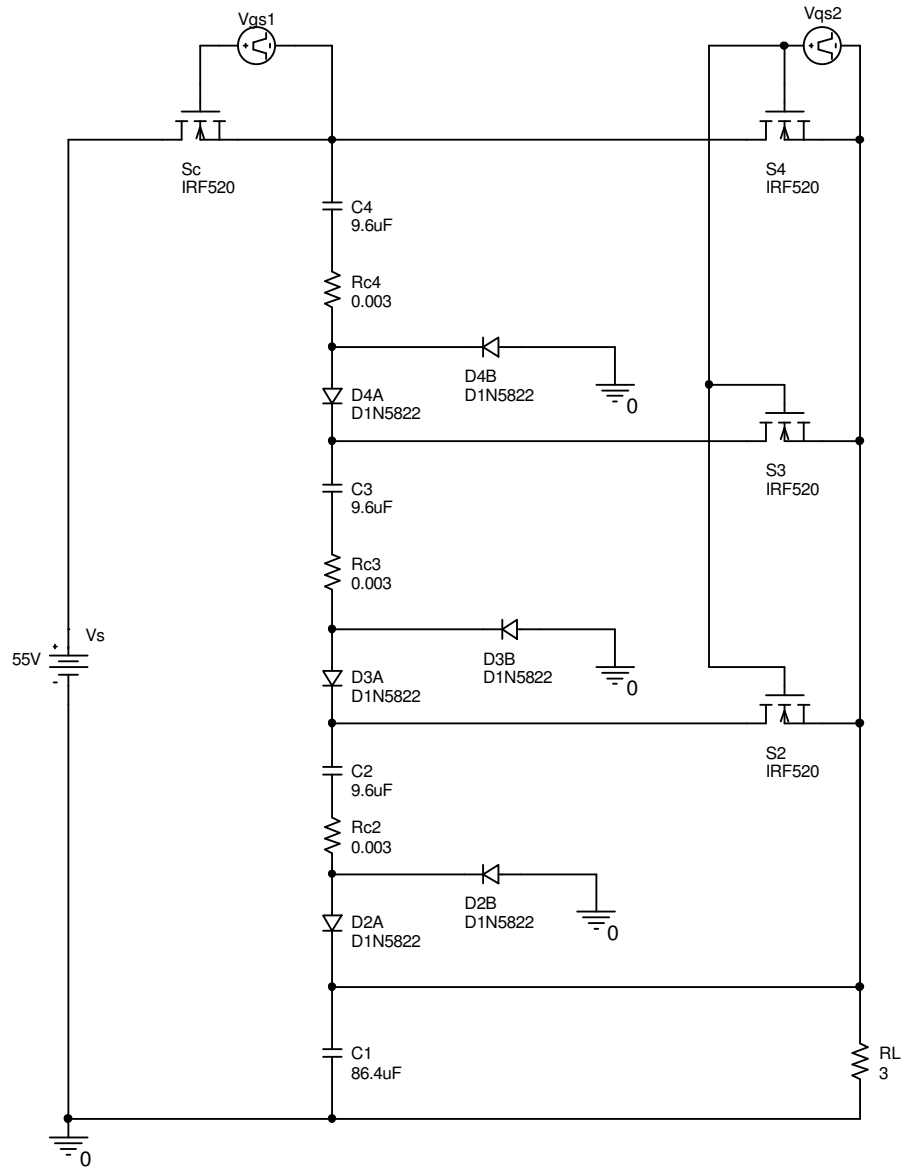 Vgs1
Vqs2
+ -
+ -
Sc
IRF520
S4
IRF520
C4
9.6uF
Rc4
0.003
D4A
D1N5822
D4B
D1N5822
0
S3
IRF520
C3
9.6uF
Rc3
0.003
D3A
D1N5822
D3B
D1N5822
0
+
Vs
55V
-
S2
IRF520
C2
9.6uF
Rc2
0.003
D2A
D1N5822
D2B
D1N5822
0
C1
86.4uF
RL
3
0